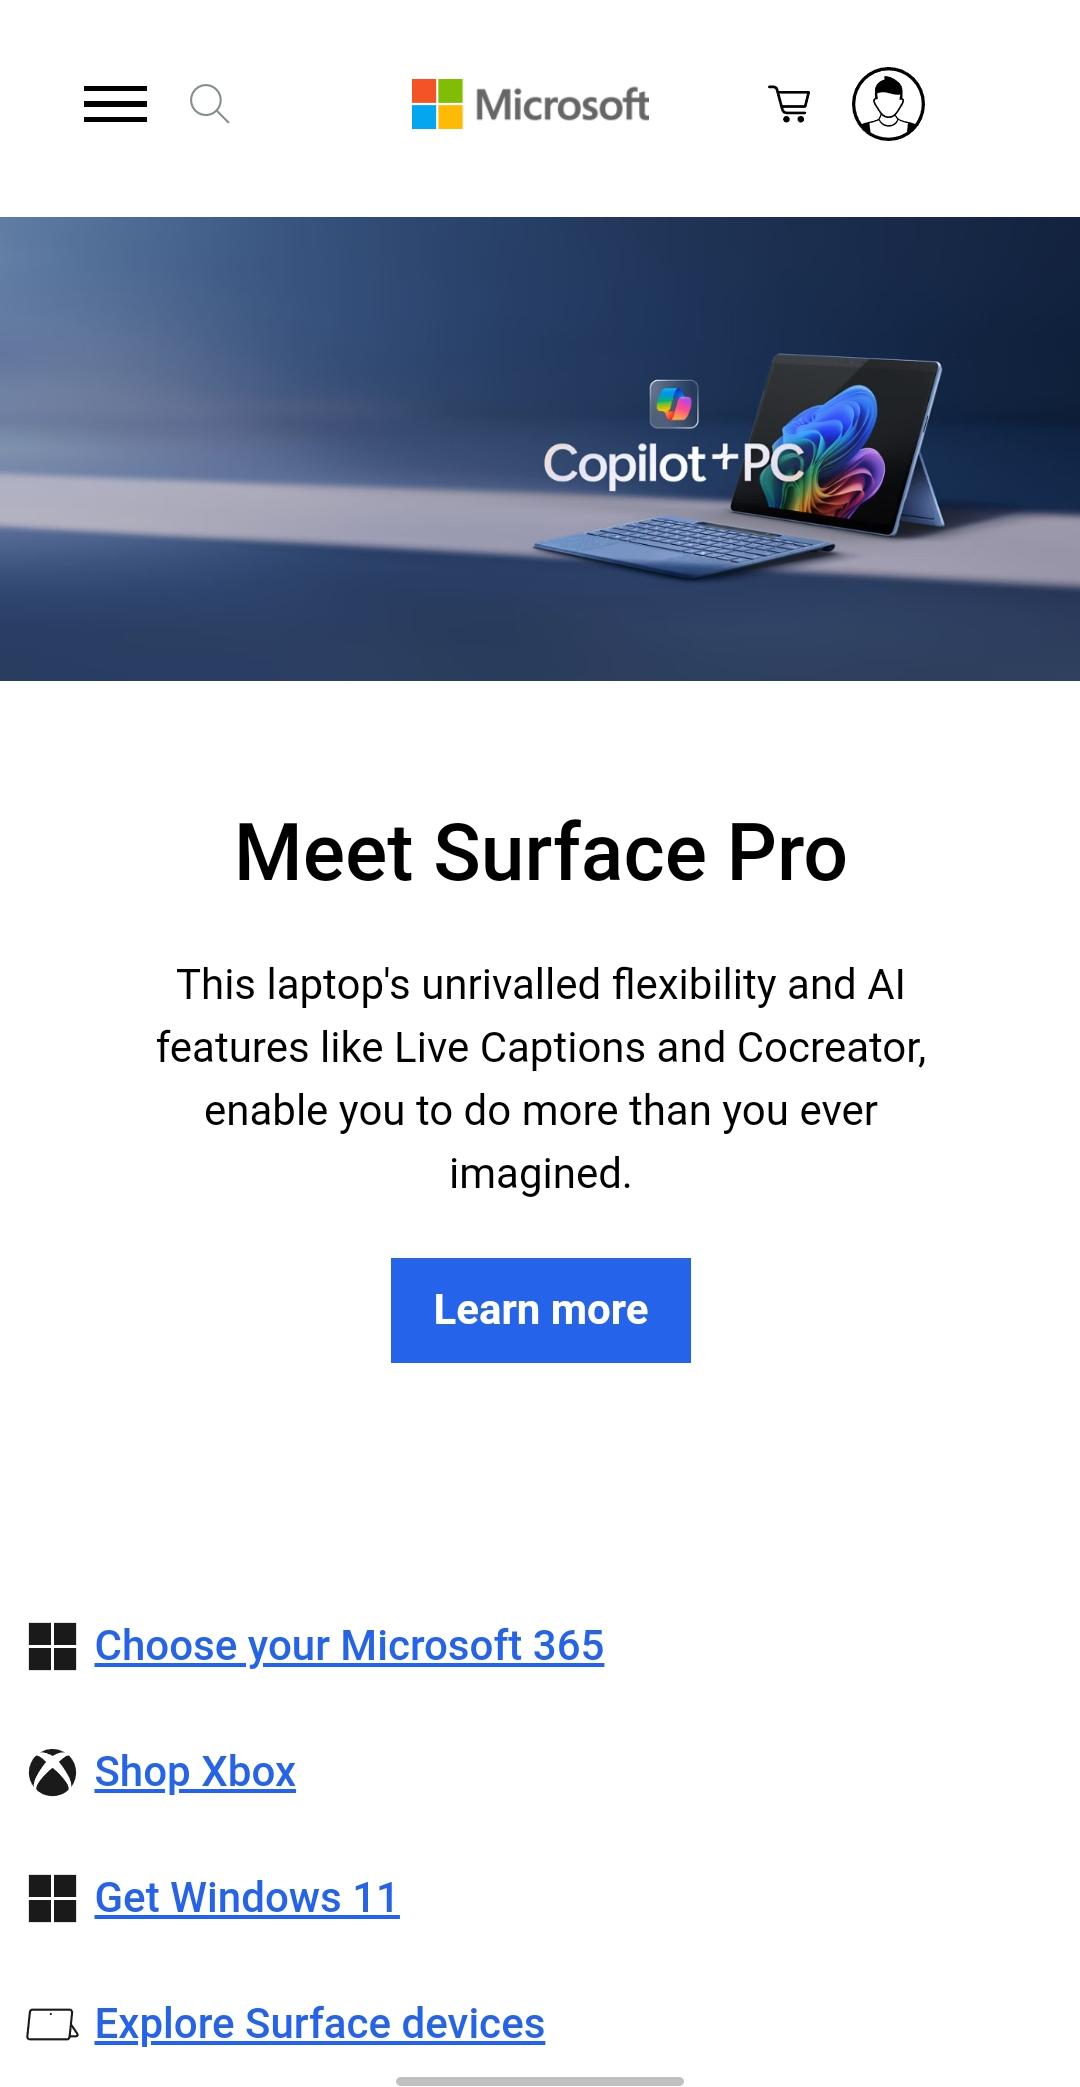 Microsoft
Copilot+PC
Meet Surface Pro
This laptop's unrivalled flexibility and AI
features like Live Captions and Cocreator,
enable you to do more than you ever
imagined.
Learn more
Choose your Microsoft 365
Shop Xbox
Get Windows 11
Explore Surface devices